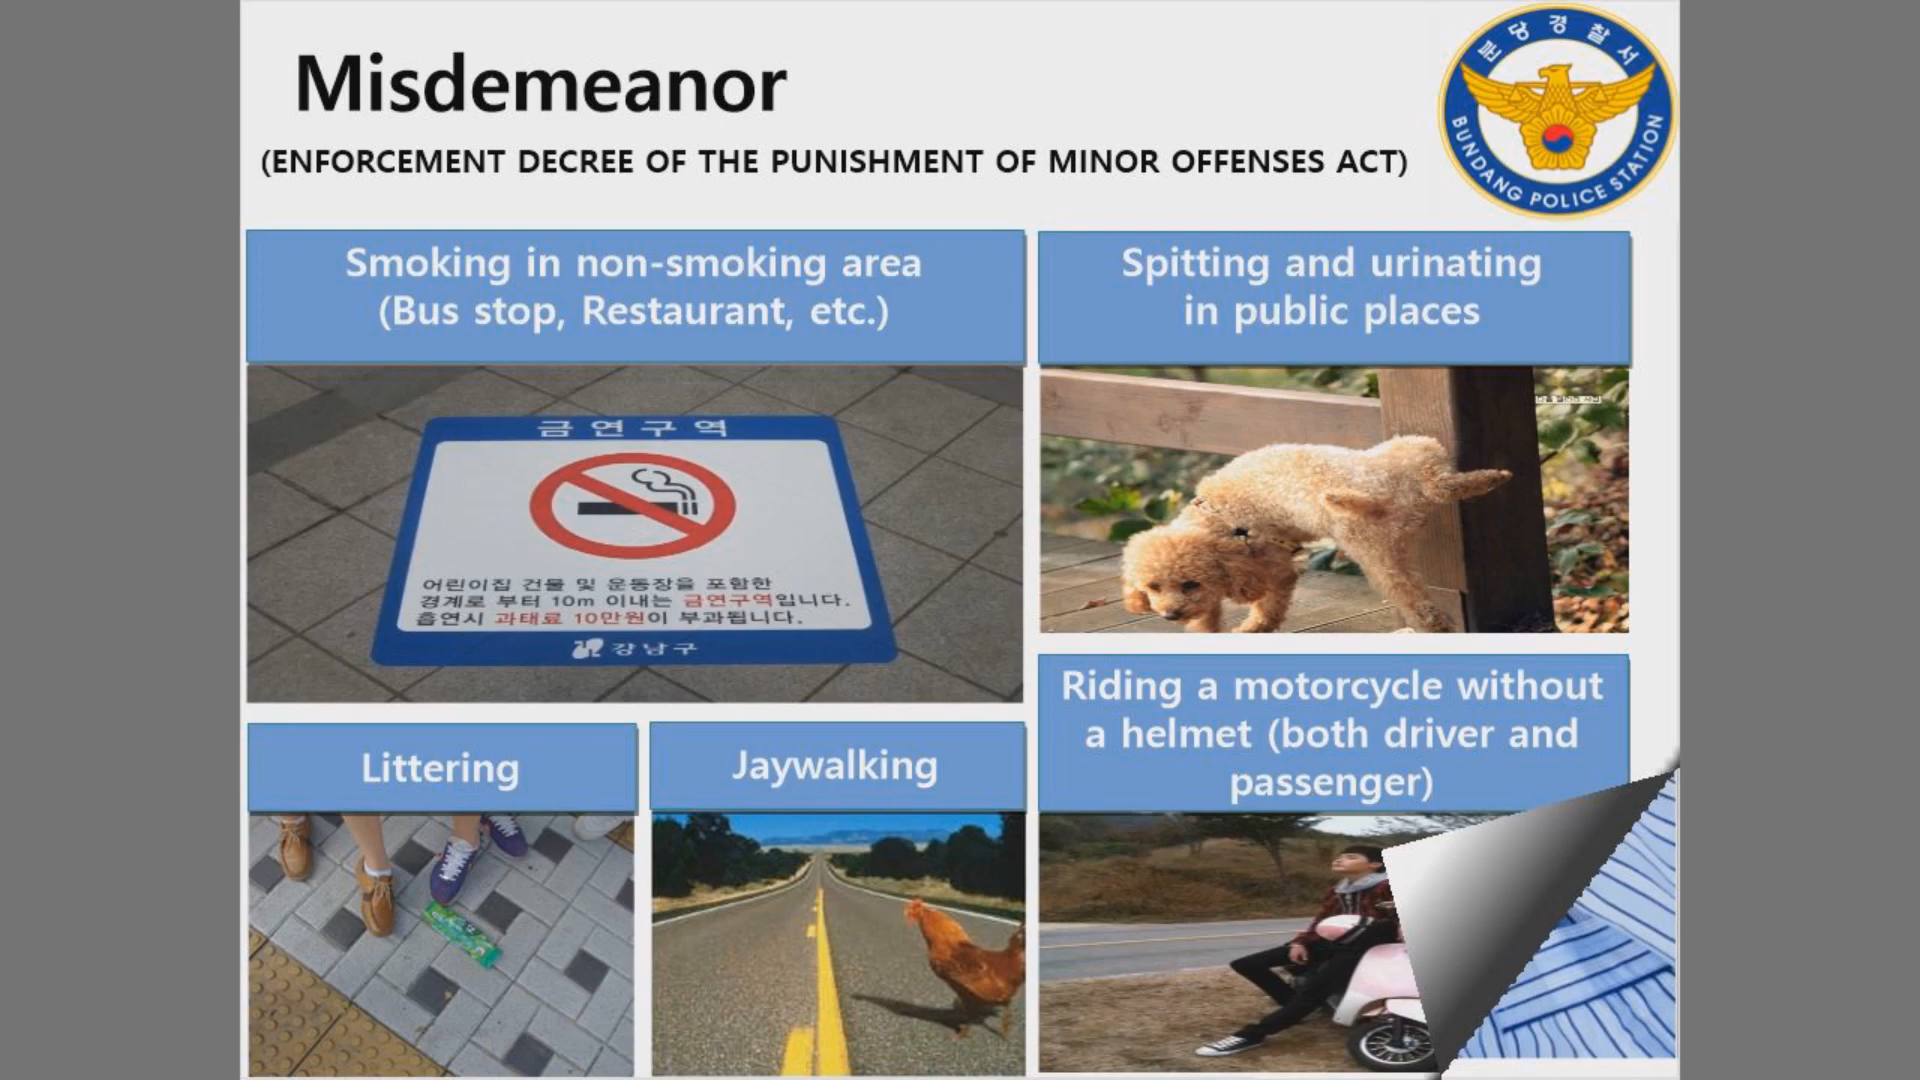 Misdemeanor
(ENFORCEMENT DECREE OF THE PUNISHMENT OF MINOR OFFENSES ACT)
분당경찰서
BUNDANG POLICE STATION
Smoking in non-smoking area
(Bus stop, Restaurant, etc.)
금연구역
어린이집 건물 및 운동장을 포함한
경계로 부터 10m 이내는 금연구역입니다.
흡연시 과태료 10만원이 부과됩니다.
강남구
Spitting and urinating
in public places
Littering
Jaywalking
Riding a motorcycle without
a helmet (both driver and
passenger)